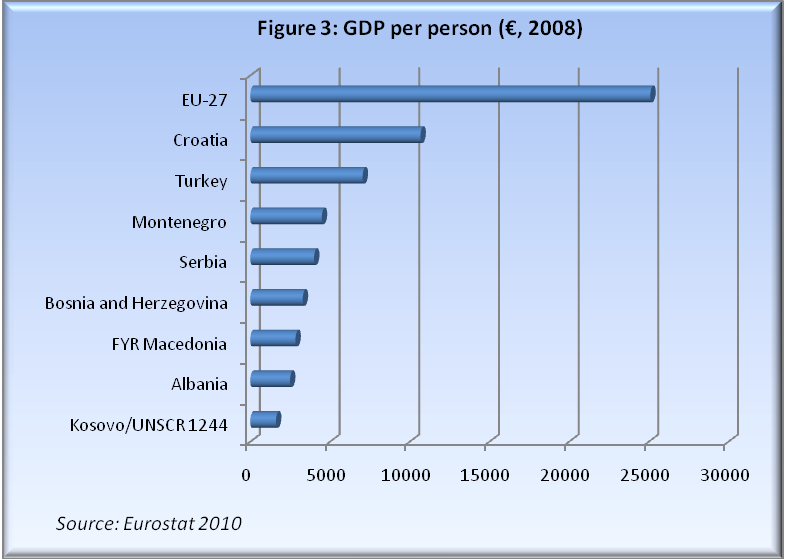 Figure 3: GDP per person (€, 2008)
EU-27
Croatia
Turkey
Montenegro
Serbia
Bosnia and Herzegovina
FYR Macedonia
Albania
Kosovo/UNSCR 1244
0 5000 10000 15000 20000 25000 30000
Source: Eurostat 2010